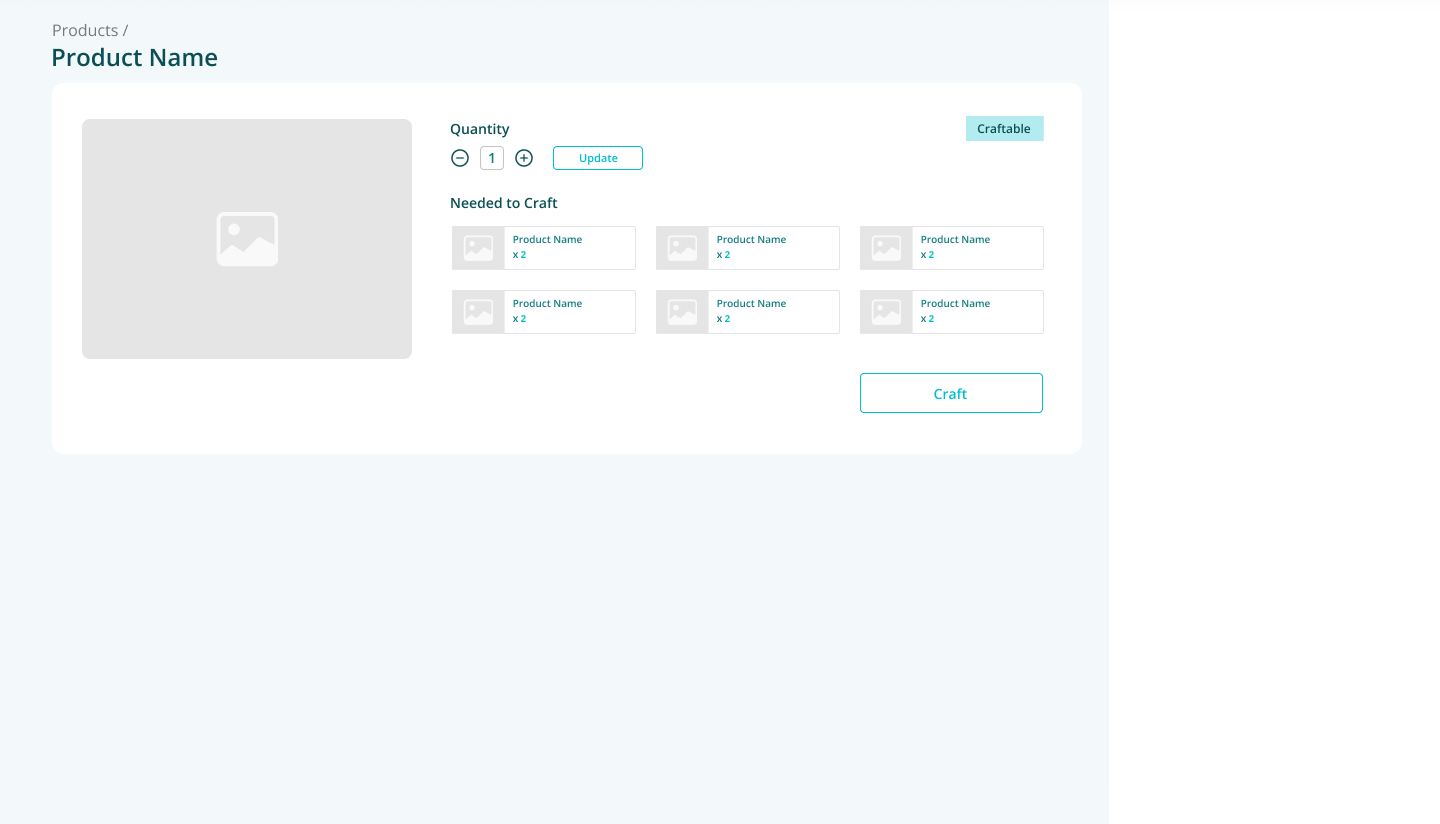 Products /
Product Name
Quantity
Craftable
1
Update
Needed to Craft
Product Name
x 2
Product Name
x 2
Product Name
x 2
Product Name
x 2
Product Name
x 2
Product Name
x 2
Craft